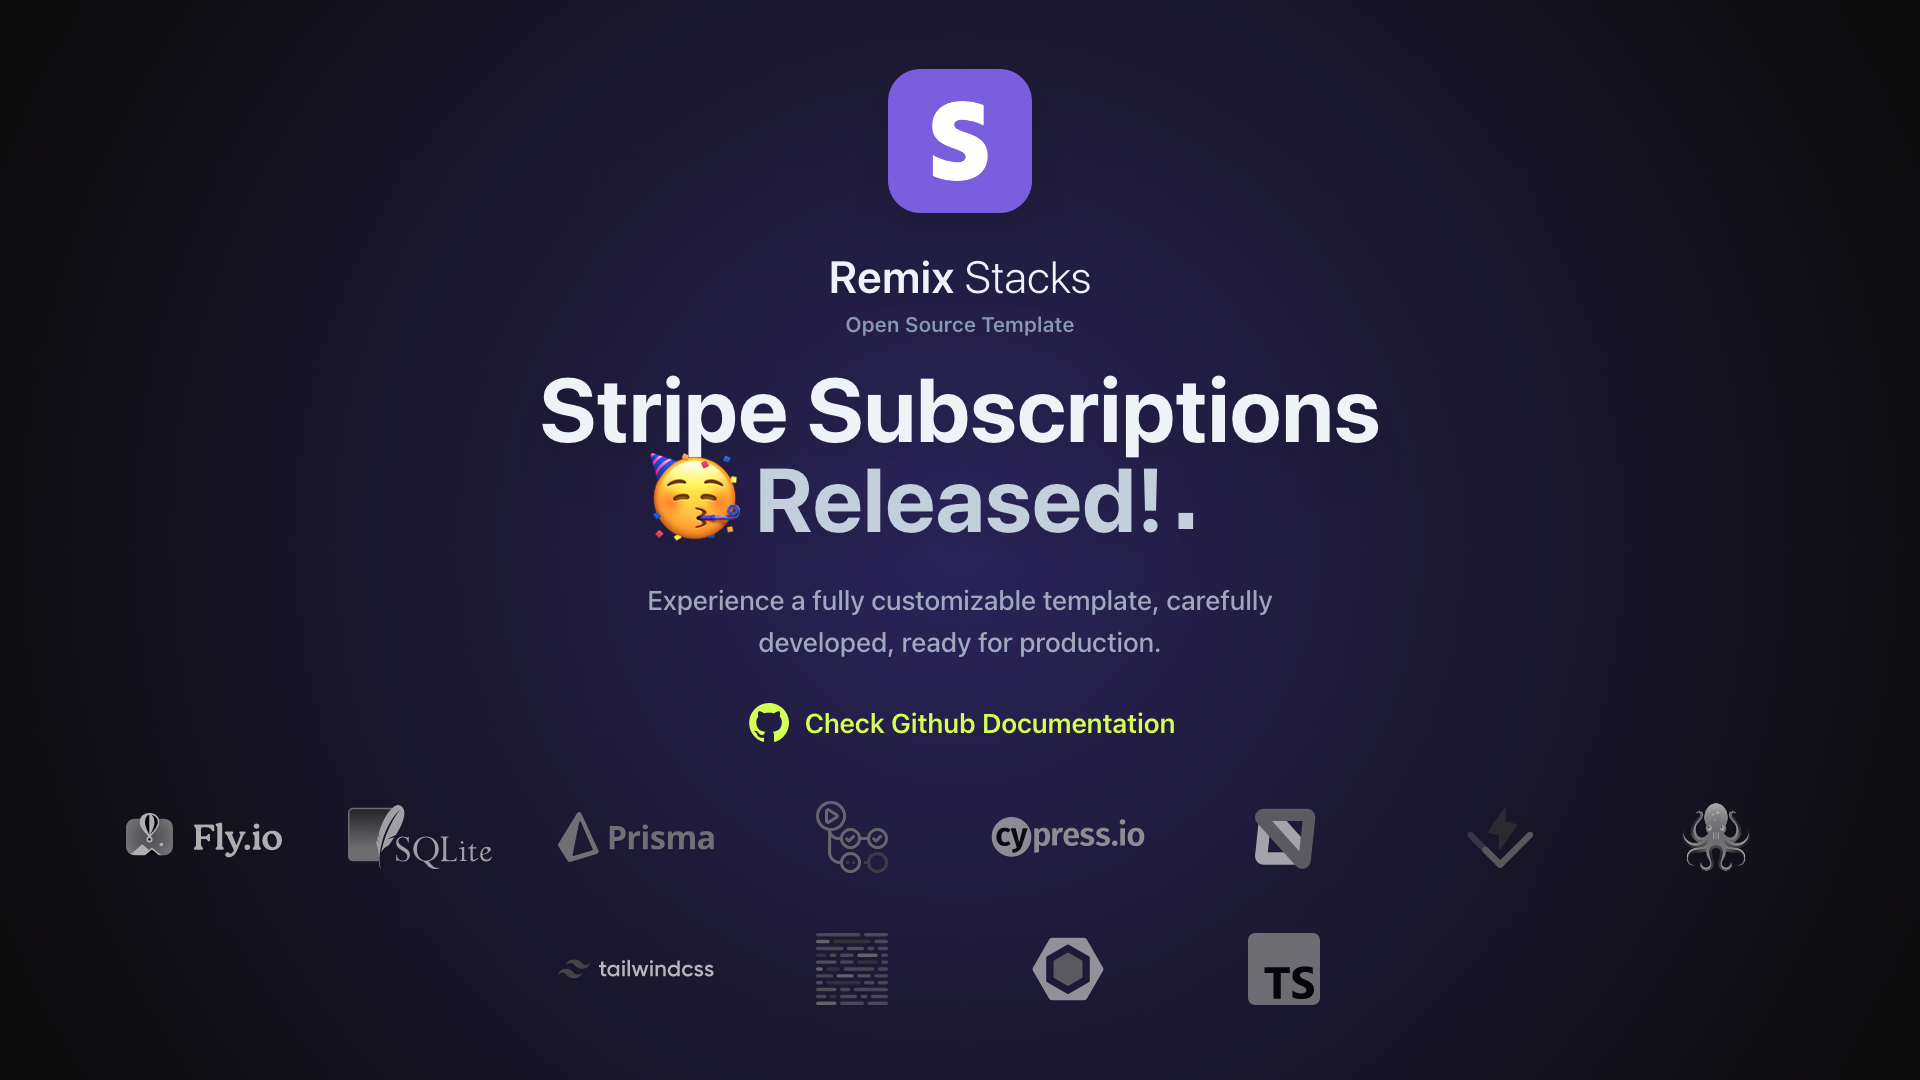 S
Remix Stacks
Open Source Template
Stripe Subscriptions
🥳 Released!.
Experience a fully customizable template, carefully
developed, ready for production.
Check Github Documentation
Fly.io
SQLite
Prisma
cypress.io
tailwindcss
TS